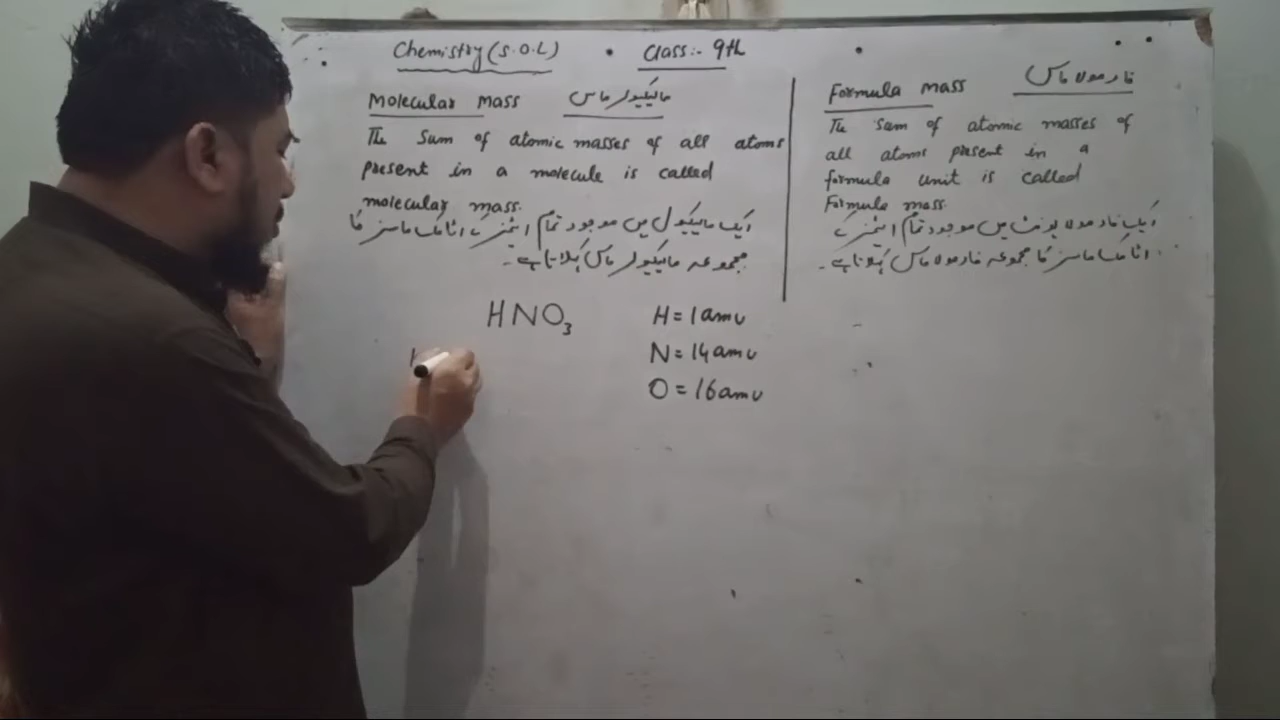 Chemistry (S.O.L) • Class:- 9th
Molecular Mass مالیکیولر ماس
The Sum of atomic masses of all atoms
present in a molecule is called
molecular mass.
ایک مالیکیول میں موجود تمام ایٹمز کے اٹامک ماسز کا
مجموعہ مالیکیولر ماس کہلاتا ہے۔
Formula Mass فارمولا ماس
The Sum of atomic masses of
all atoms present in a
formula unit is called
Formula mass.
ایک فارمولا یونٹ میں موجود تمام ایٹمز کے
اٹامک ماسز کا مجموعہ فارمولا ماس کہلاتا ہے۔
HNO₃
H = 1amu
N = 14amu
O = 16amu